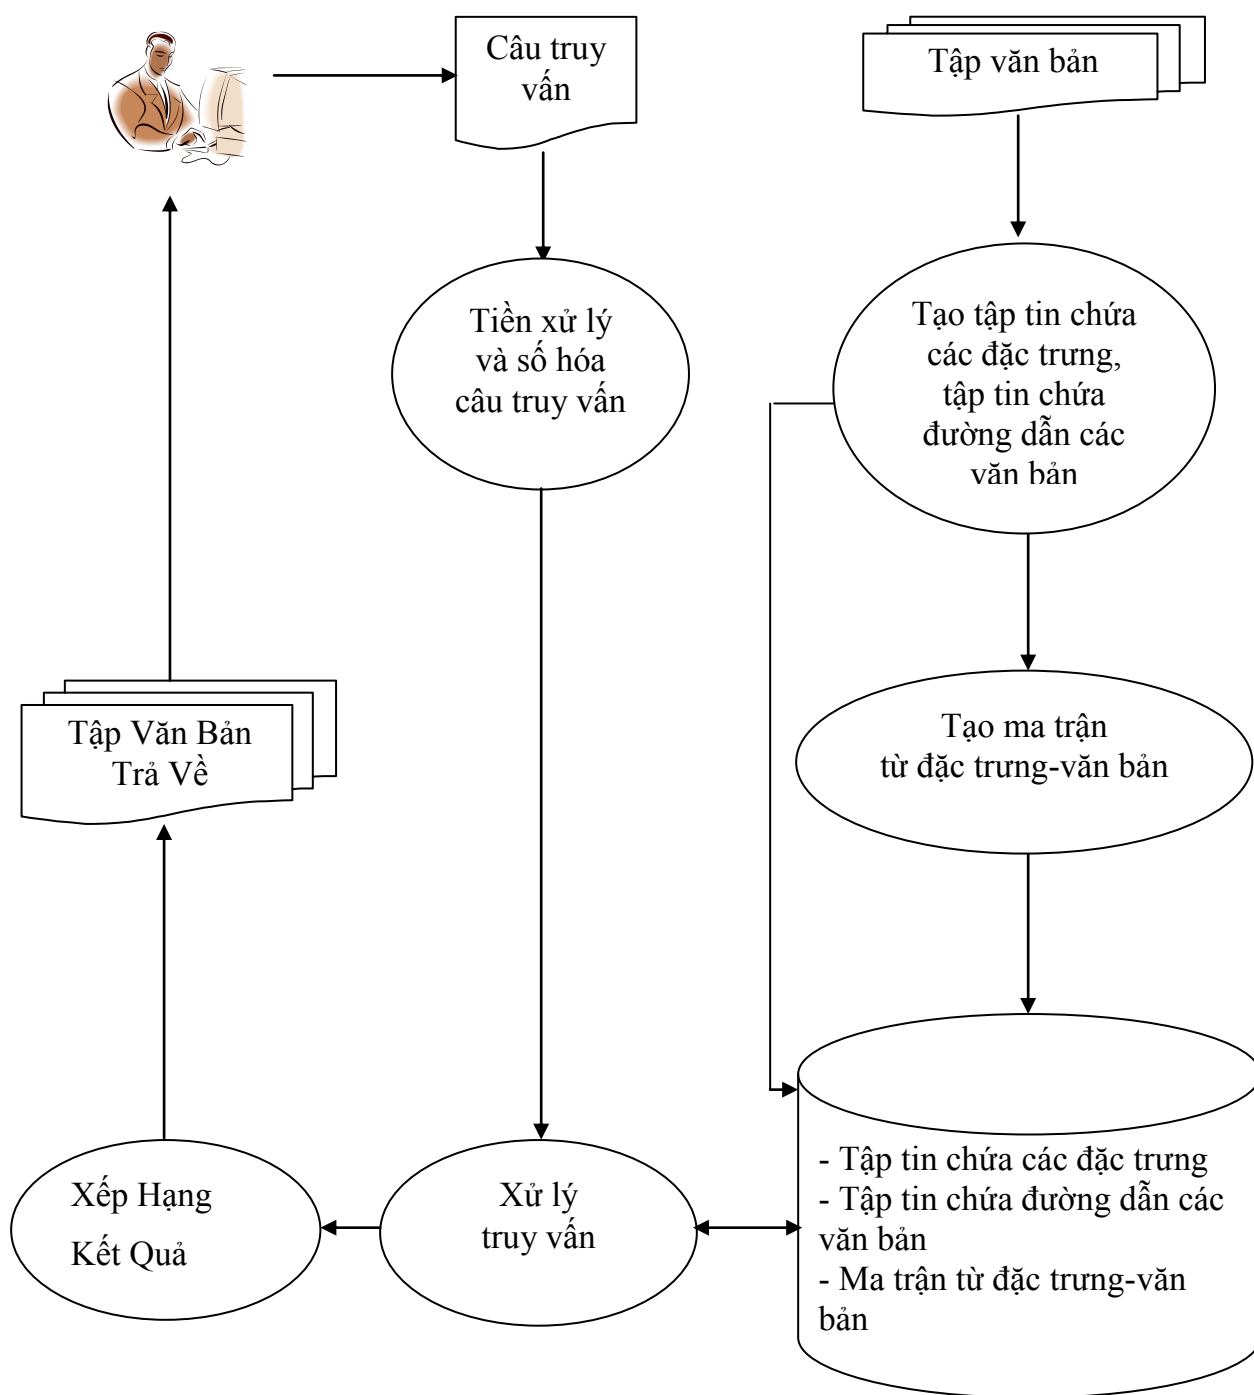 Câu truy
vấn
Tập văn bản
Tiền xử lý
và số hóa
câu truy vấn
Tạo tập tin chứa
các đặc trưng,
tập tin chứa
đường dẫn các
văn bản
Tập Văn Bản
Trả Về
Tạo ma trận
từ đặc trưng-văn bản
Xếp Hạng
Kết Quả
Xử lý
truy vấn
- Tập tin chứa các đặc trưng
- Tập tin chứa đường dẫn các
văn bản
- Ma trận từ đặc trưng-văn
bản